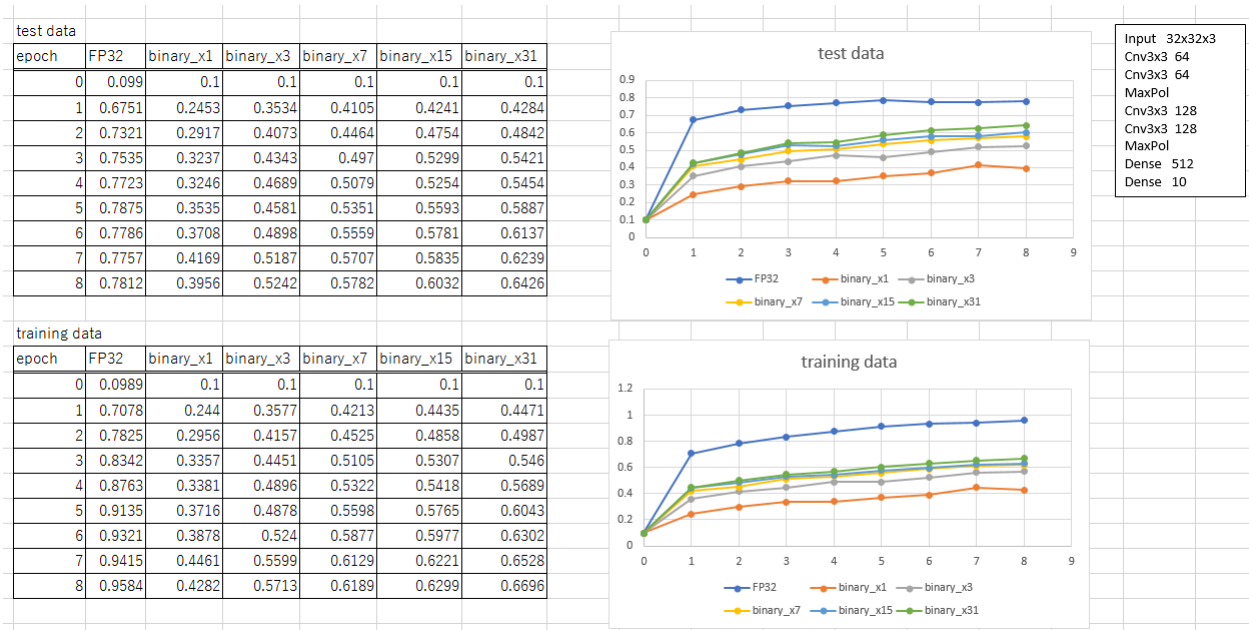 test data
epoch FP32 binary_x1 binary_x3 binary_x7 binary_x15 binary_x31
0 0.099 0.1 0.1 0.1 0.1 0.1
1 0.6751 0.2453 0.3534 0.4105 0.4241 0.4284
2 0.7321 0.2917 0.4073 0.4464 0.4754 0.4842
3 0.7535 0.3237 0.4343 0.497 0.5299 0.5421
4 0.7723 0.3246 0.4689 0.5079 0.5254 0.5454
5 0.7875 0.3535 0.4581 0.5351 0.5593 0.5887
6 0.7786 0.3708 0.4898 0.5559 0.5781 0.6137
7 0.7757 0.4169 0.5187 0.5707 0.5835 0.6239
8 0.7812 0.3956 0.5242 0.5782 0.6032 0.6426
test data
0.9
0.8
0.7
0.6
0.5
0.4
0.3
0.2
0.1
0
0 1 2 3 4 5 6 7 8 9
FP32 binary_x1 binary_x3
binary_x7 binary_x15 binary_x31
Input 32x32x3
Cnv3x3 64
Cnv3x3 64
MaxPol
Cnv3x3 128
Cnv3x3 128
MaxPol
Dense 512
Dense 10
training data
epoch FP32 binary_x1 binary_x3 binary_x7 binary_x15 binary_x31
0 0.0989 0.1 0.1 0.1 0.1 0.1
1 0.7078 0.244 0.3577 0.4213 0.4435 0.4471
2 0.7825 0.2956 0.4157 0.4525 0.4858 0.4987
3 0.8342 0.3357 0.4451 0.5105 0.5307 0.546
4 0.8763 0.3381 0.4896 0.5322 0.5418 0.5689
5 0.9135 0.3716 0.4878 0.5598 0.5765 0.6043
6 0.9321 0.3878 0.524 0.5877 0.5977 0.6302
7 0.9415 0.4461 0.5599 0.6129 0.6221 0.6528
8 0.9584 0.4282 0.5713 0.6189 0.6299 0.6696
training data
1.2
1
0.8
0.6
0.4
0.2
0
0 1 2 3 4 5 6 7 8 9
FP32 binary_x1 binary_x3
binary_x7 binary_x15 binary_x31